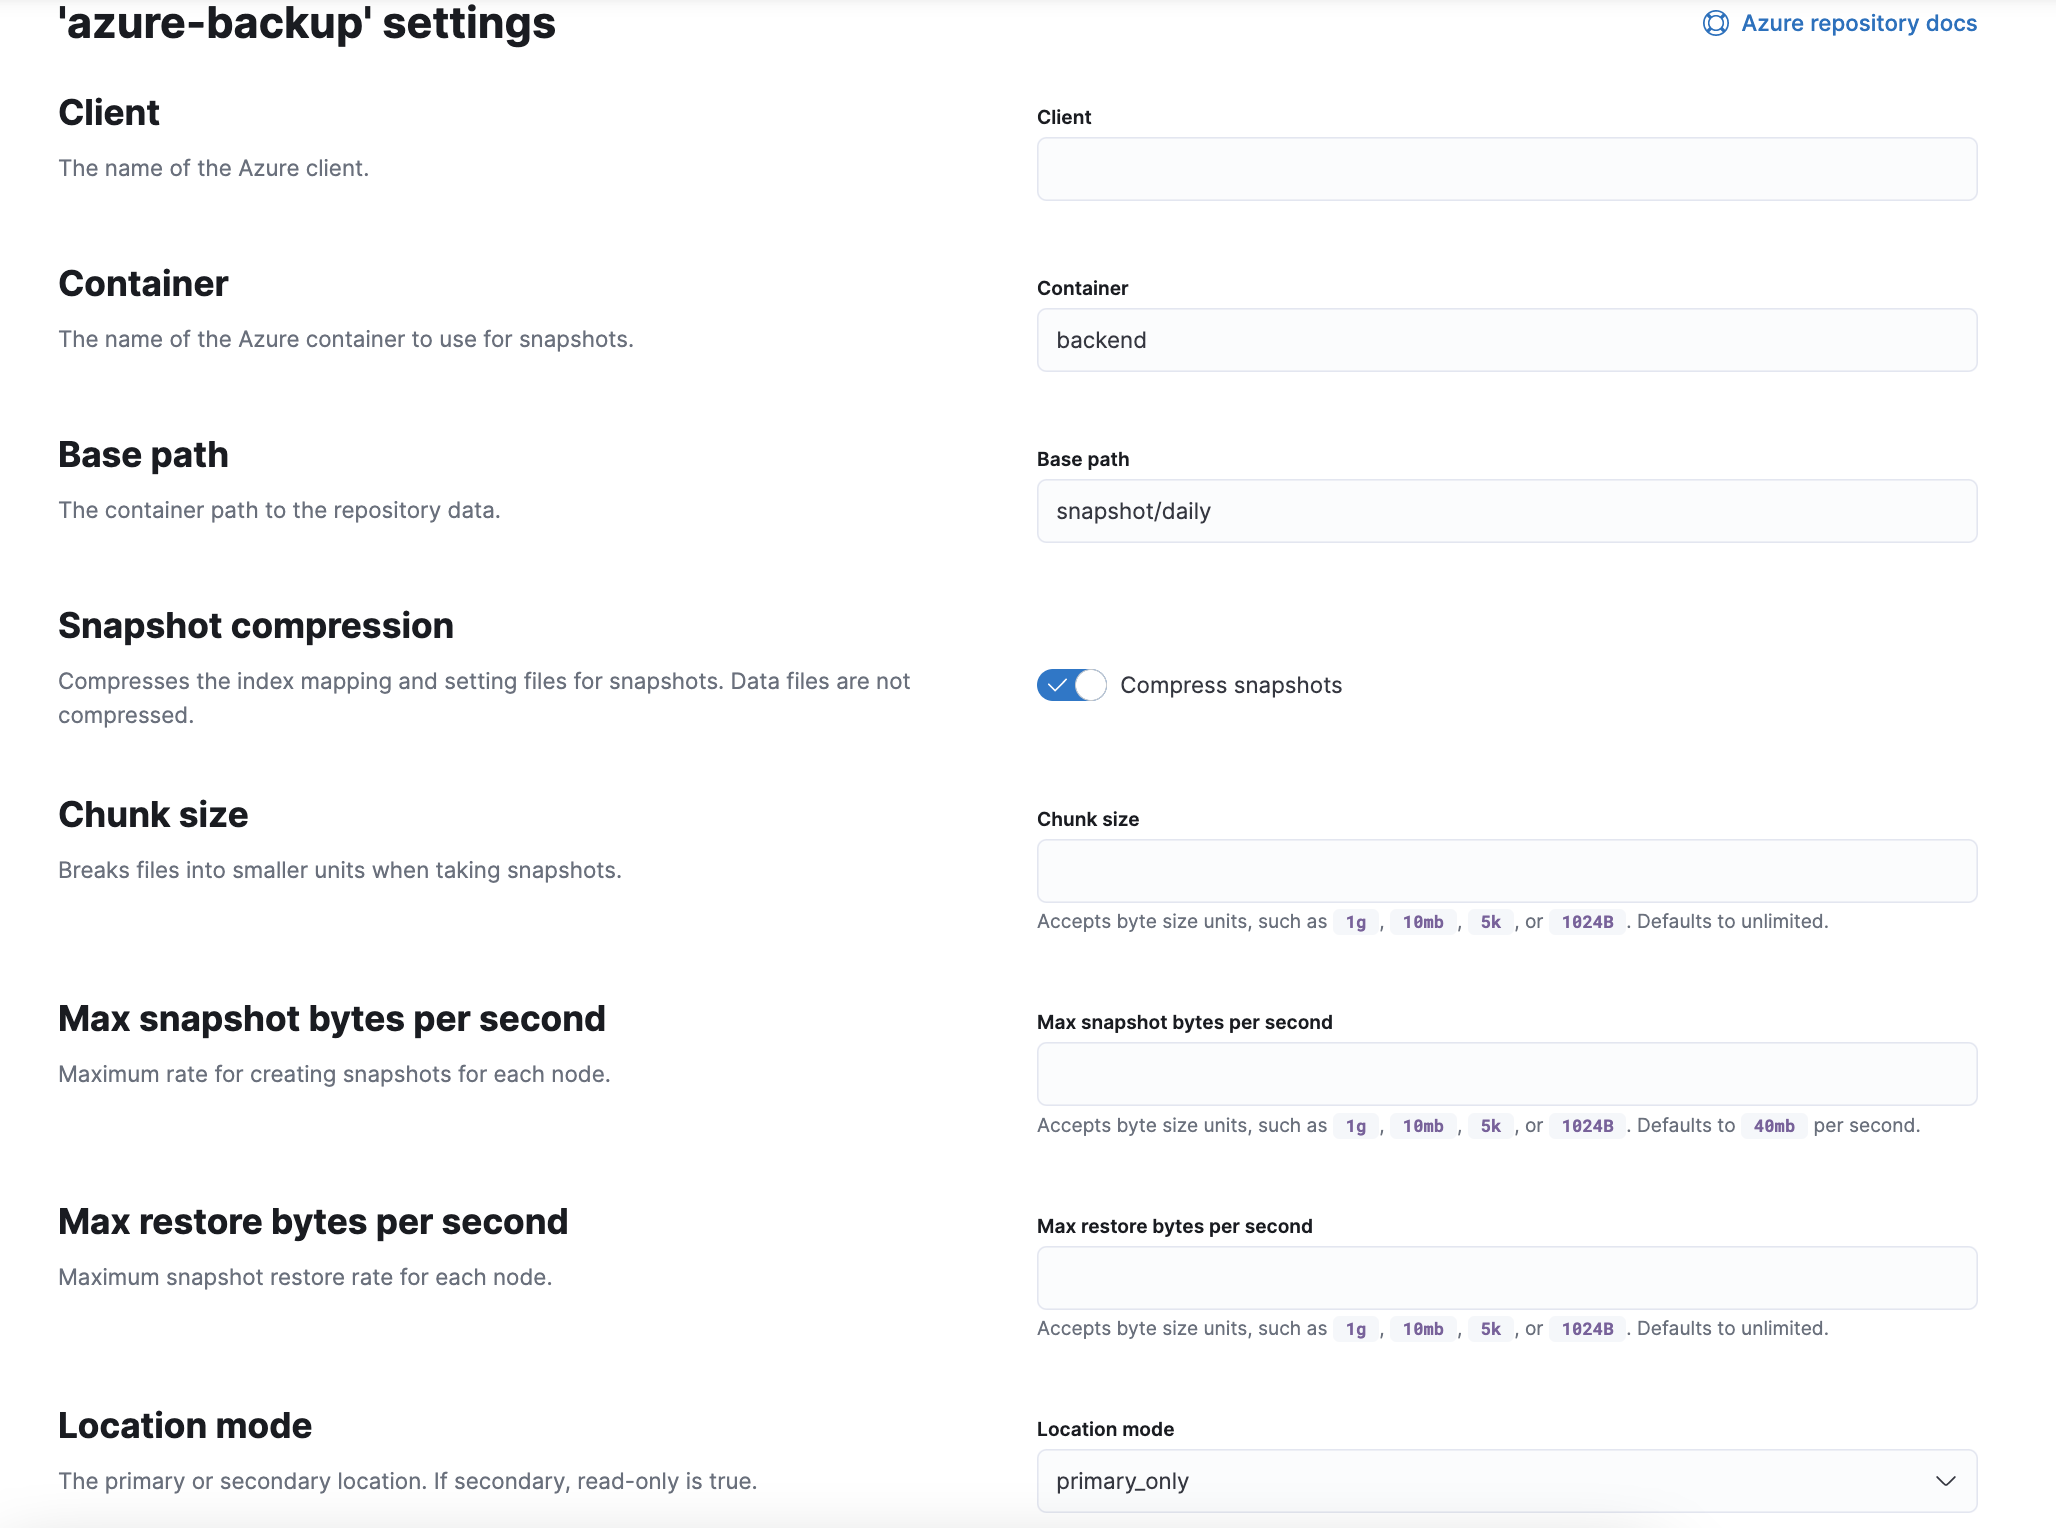 'azure-backup' settings
Azure repository docs
Client
The name of the Azure client.
Client
Container
The name of the Azure container to use for snapshots.
Container
backend
Base path
The container path to the repository data.
Base path
snapshot/daily
Snapshot compression
Compresses the index mapping and setting files for snapshots. Data files are not
compressed.
Compress snapshots
Chunk size
Breaks files into smaller units when taking snapshots.
Chunk size
Accepts byte size units, such as 1g, 10mb, 5k, or 1024B. Defaults to unlimited.
Max snapshot bytes per second
Maximum rate for creating snapshots for each node.
Max snapshot bytes per second
Accepts byte size units, such as 1g, 10mb, 5k, or 1024B. Defaults to 40mb per second.
Max restore bytes per second
Maximum snapshot restore rate for each node.
Max restore bytes per second
Accepts byte size units, such as 1g, 10mb, 5k, or 1024B. Defaults to unlimited.
Location mode
The primary or secondary location. If secondary, read-only is true.
Location mode
primary_only